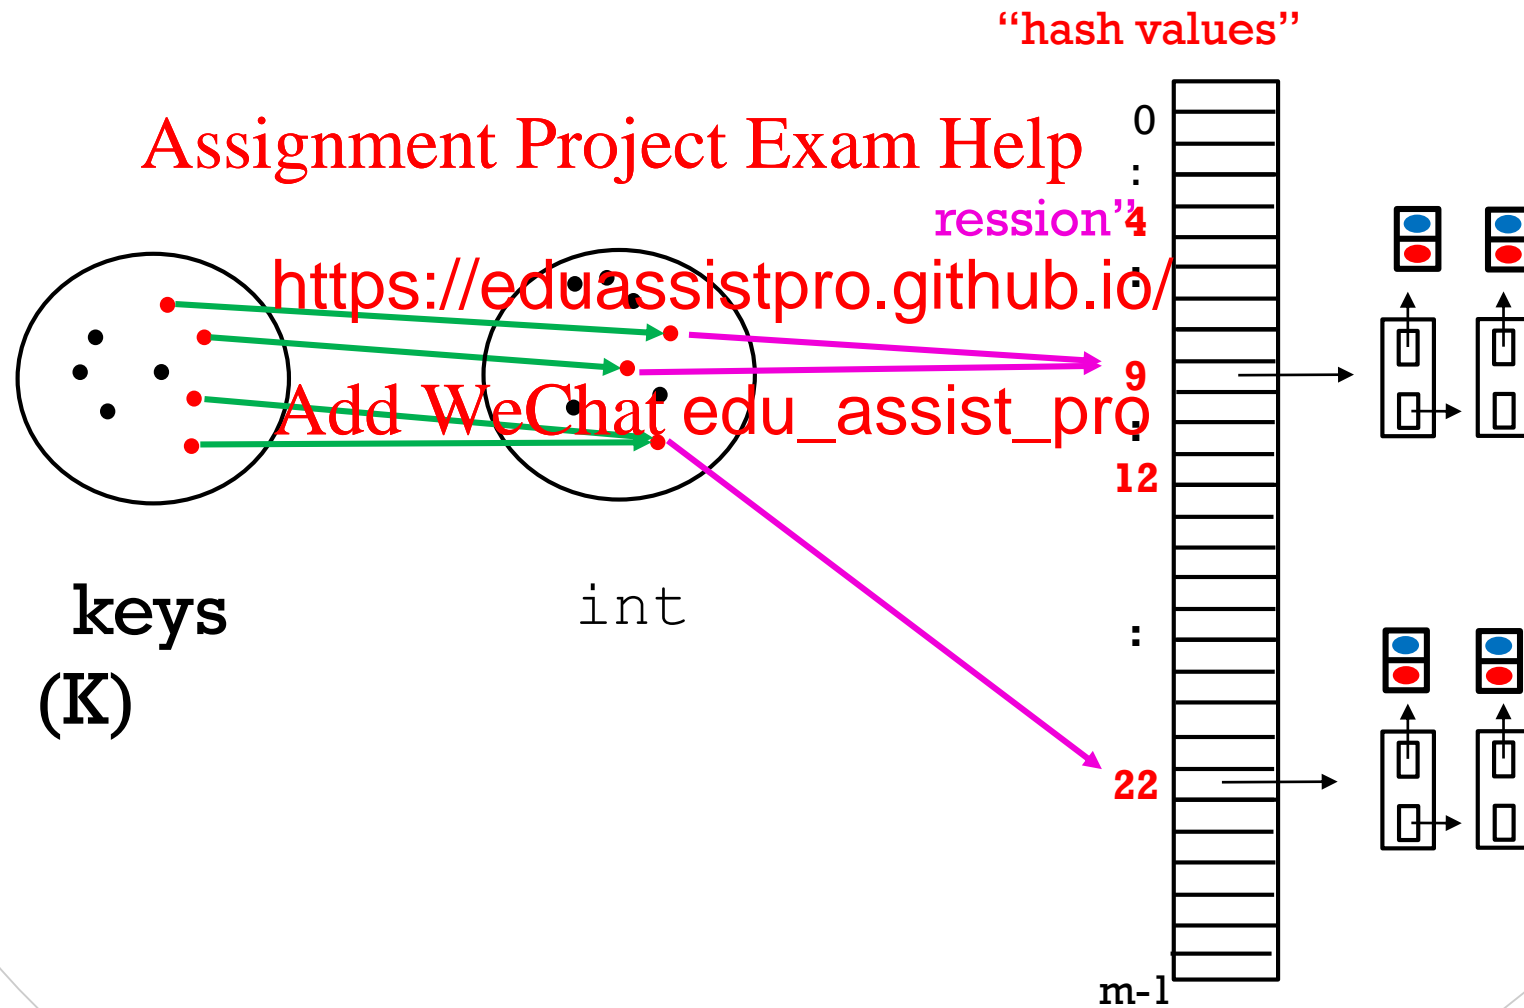 “hash values”
0
Assignment Project Exam Help
:
ression”
4
:
https://eduassistpro.github.io/
9
Add WeChat edu_assist_pro
:
12
keys
int
:
(K)
22
m-1